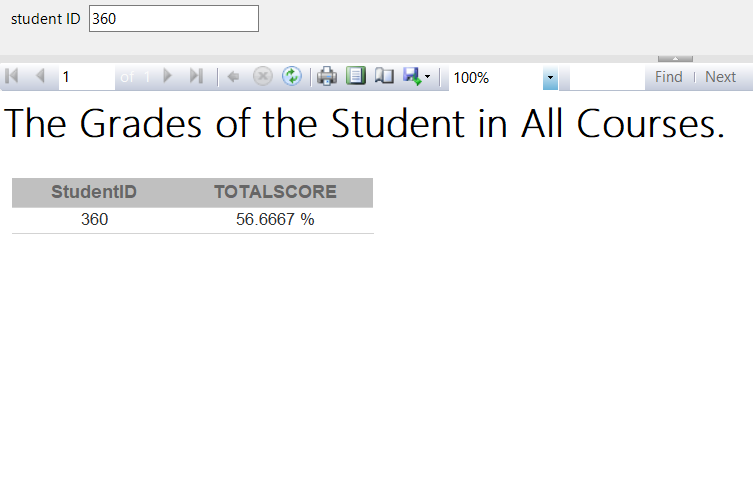 student ID 360
1 of 1 100% Find Next
The Grades of the Student in All Courses.
StudentID TOTALSCORE
360 56.6667 %